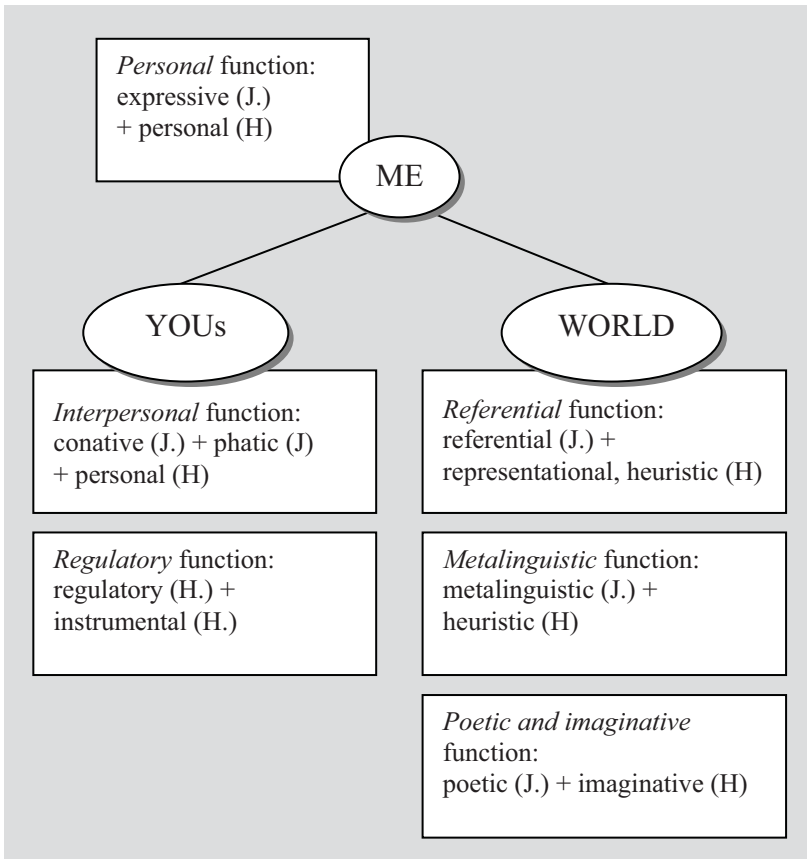 Personal function:
expressive (J.)
+ personal (H)
ME
YOUs
WORLD
Interpersonal function:
conative (J.) + phatic (J)
+ personal (H)
Regulatory function:
regulatory (H.) +
instrumental (H.)
Referential function:
referential (J.) +
representational, heuristic (H)
Metalinguistic function:
metalinguistic (J.) +
heuristic (H)
Poetic and imaginative
function:
poetic (J.) + imaginative (H)